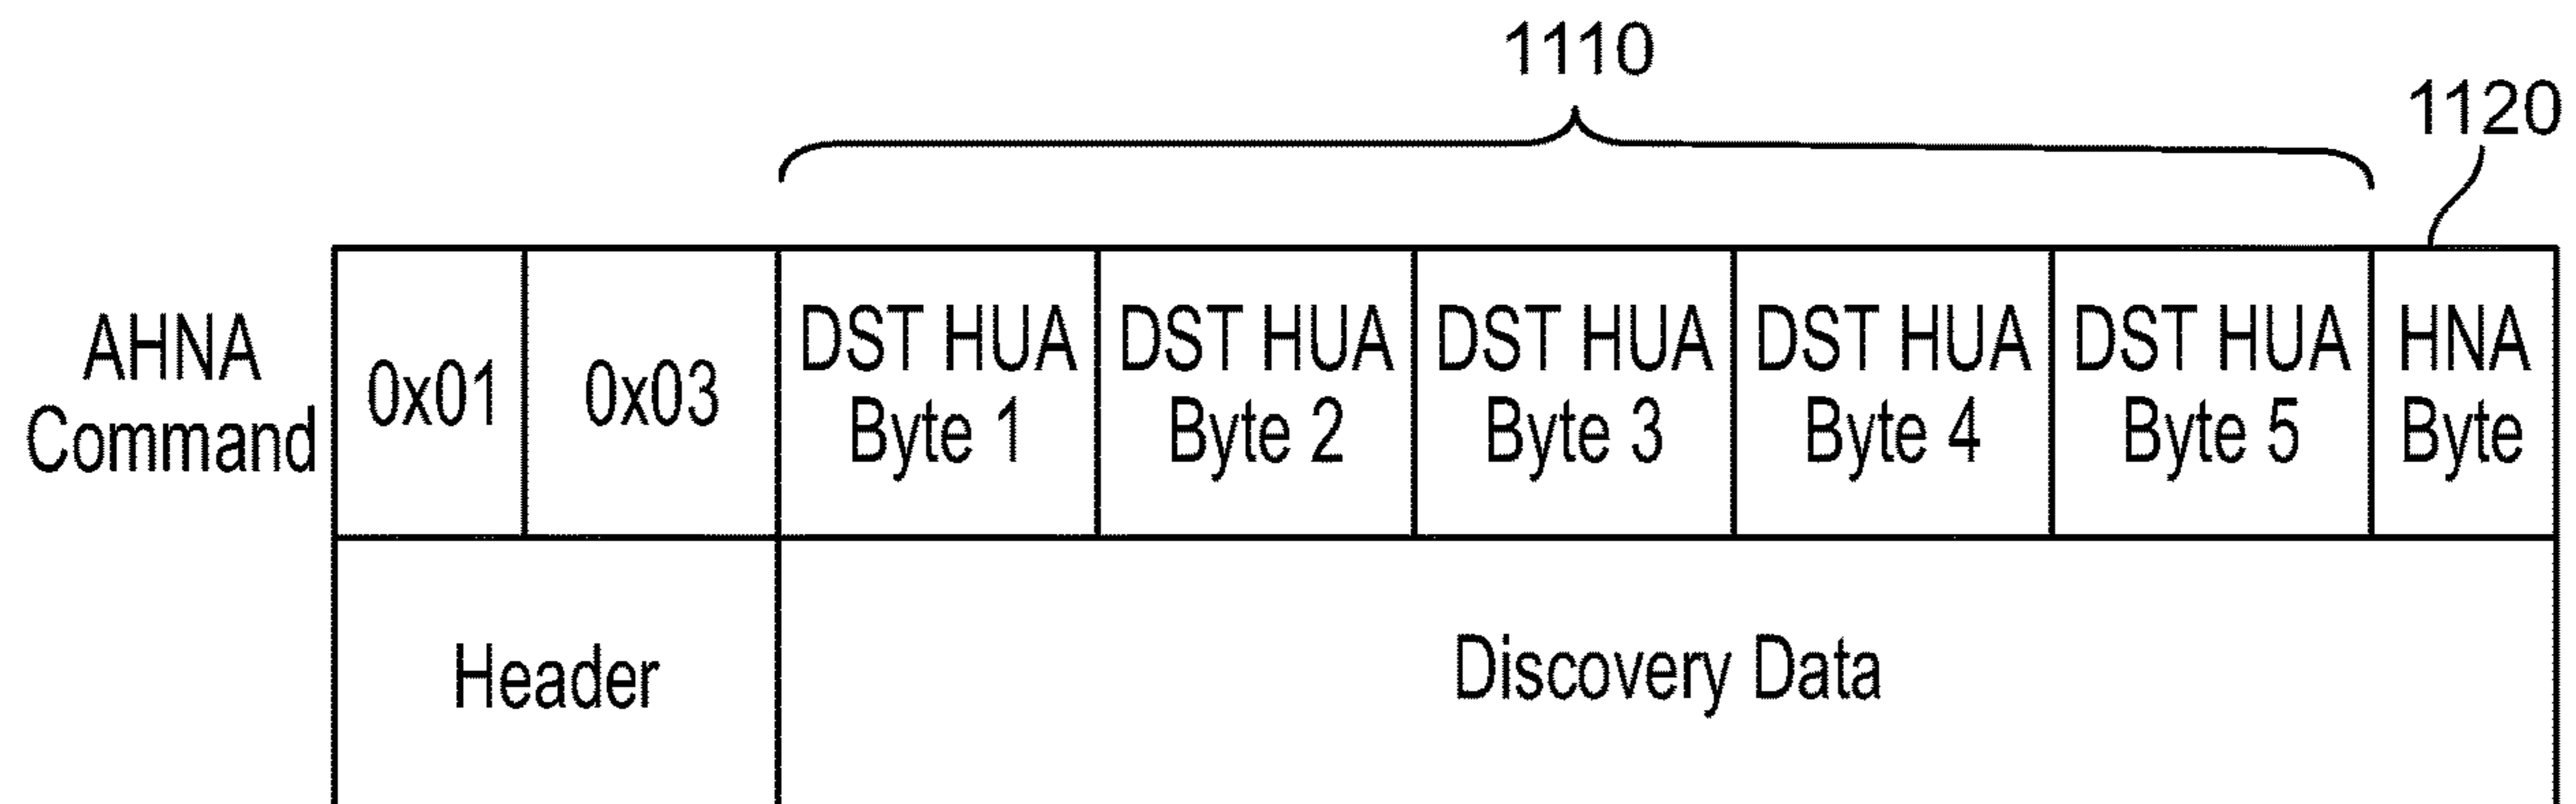 1110
1120
AHNA
Command
0x01
0x03
DST HUA
Byte 1
DST HUA
Byte 2
DST HUA
Byte 3
DST HUA
Byte 4
DST HUA
Byte 5
HNA
Byte
Header
Discovery Data